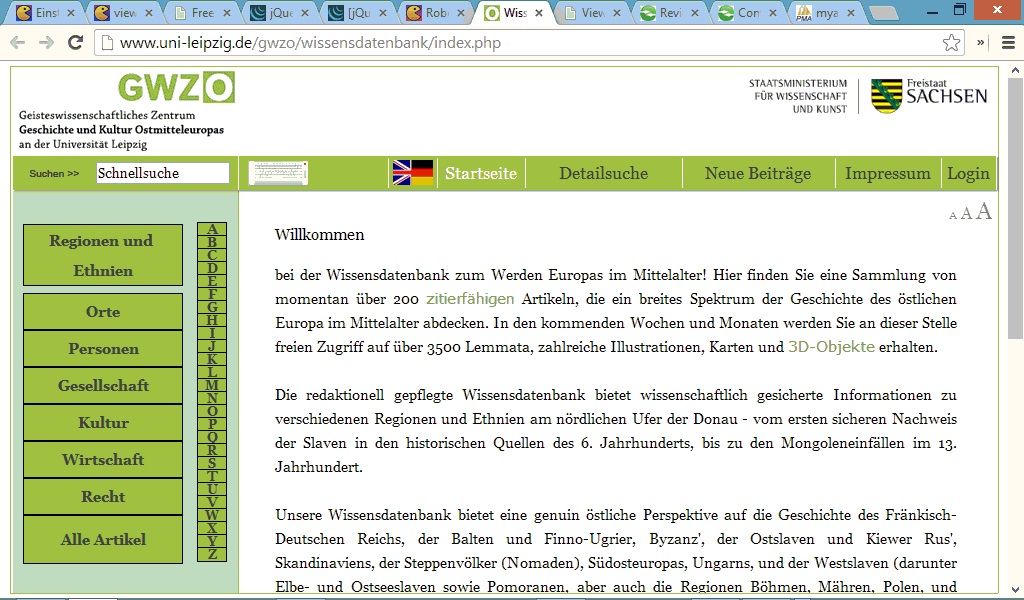 Eins
view
Free
jQue
[jQu
Robo
Wiss
View
Revi
Con
PMA
mya
www.uni-leipzig.de/gwzo/wissensdatenbank/index.php
GWZO
Geisteswissenschaftliches Zentrum
Geschichte und Kultur Ostmitteleuropas
an der Universität Leipzig
STAATSMINISTERIUM
FÜR WISSENSCHAFT
UND KUNST
Freistaat
SACHSEN
Suchen >> Schnellsuche
Startseite Detailsuche Neue Beiträge Impressum Login
A A A
Regionen und
Ethnien
Orte
Personen
Gesellschaft
Kultur
Wirtschaft
Recht
Alle Artikel
A
B
C
D
E
F
G
H
I
J
K
L
M
N
O
P
Q
R
S
T
U
V
W
X
Y
Z
Willkommen
bei der Wissensdatenbank zum Werden Europas im Mittelalter! Hier finden Sie eine Sammlung von
momentan über 200 zitierfähigen Artikeln, die ein breites Spektrum der Geschichte des östlichen
Europa im Mittelalter abdecken. In den kommenden Wochen und Monaten werden Sie an dieser Stelle
freien Zugriff auf über 3500 Lemmata, zahlreiche Illustrationen, Karten und 3D-Objekte erhalten.
Die redaktionell gepflegte Wissensdatenbank bietet wissenschaftlich gesicherte Informationen zu
verschiedenen Regionen und Ethnien am nördlichen Ufer der Donau - vom ersten sicheren Nachweis
der Slaven in den historischen Quellen des 6. Jahrhunderts, bis zu den Mongoleneinfällen im 13.
Jahrhundert.
Unsere Wissensdatenbank bietet eine genuin östliche Perspektive auf die Geschichte des Fränkisch-
Deutschen Reichs, der Balten und Finno-Ugrier, Byzanz', der Ostslaven und Kiewer Rus',
Skandinaviens, der Steppenvölker (Nomaden), Südosteuropas, Ungarns, und der Westslaven (darunter
Elbe- und Ostseeslaven sowie Pomoranen, aber auch die Regionen Böhmen, Mähren, Polen, und